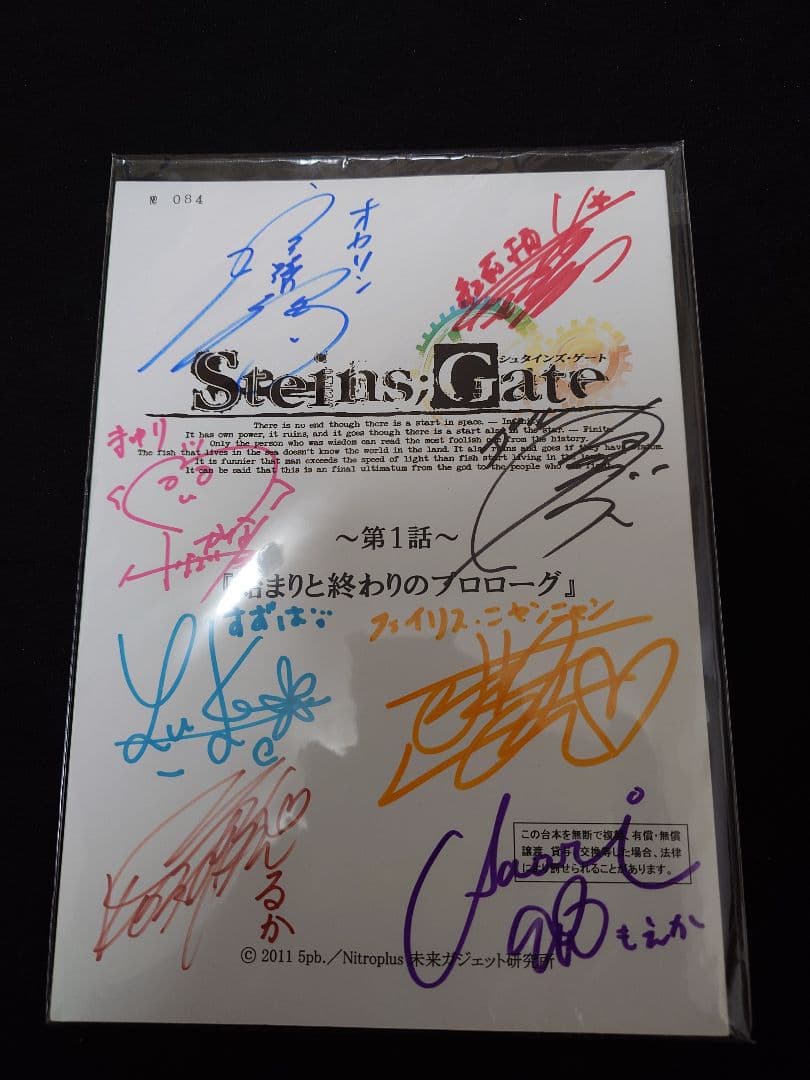 № 084
オカリン
紅莉栖
Steins;Gate
シュタインズ・ゲート
There is no end though there is a start in space. — Infinity.
It has own power, it ruins, and it goes though there is a start also in the star. — Finite.
Only the person who was wisdom can read the most foolish one from the history.
The fish that lives in the sea doesn't know the world in the land. It also ruins and goes if they have wisdom.
It is funnier that man exceeds the speed of light than fish start living in the land.
It can be said that this is an final ultimatum from the god to the people who can fight.
まゆり
～第1話～
『始まりと終わりのプロローグ』
すずは
フェイリス・ニャンニャン
るか
Saori
もえか
この台本を無断で複製、有償・無償
譲渡、貸与、交換等した場合、法律
により罰せられることがあります。
© 2011 5pb.／Nitroplus 未来ガジェット研究所